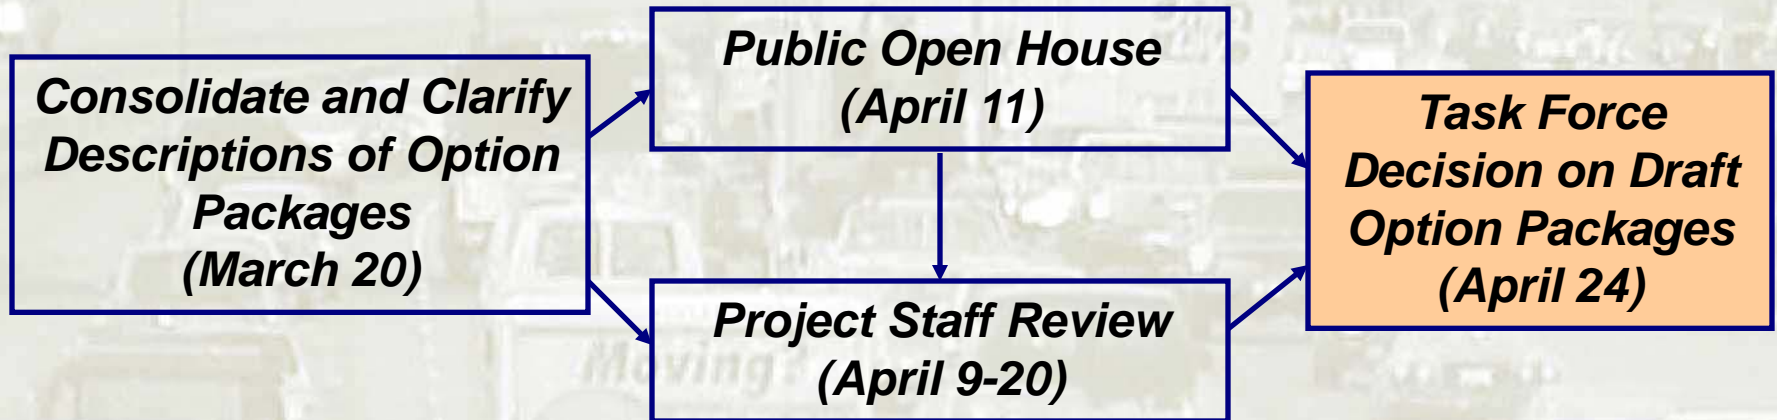 Consolidate and Clarify
Descriptions of Option
Packages
(March 20)
Public Open House
(April 11)
Project Staff Review
(April 9-20)
Task Force
Decision on Draft
Option Packages
(April 24)
Moving